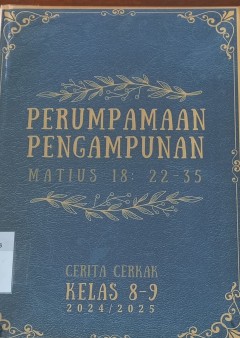 PERUMPAMAAN
PENGAMPUNAN
MATIUS 18: 22-35
CERITA CERKAK
KELAS 8-9
2024/2025